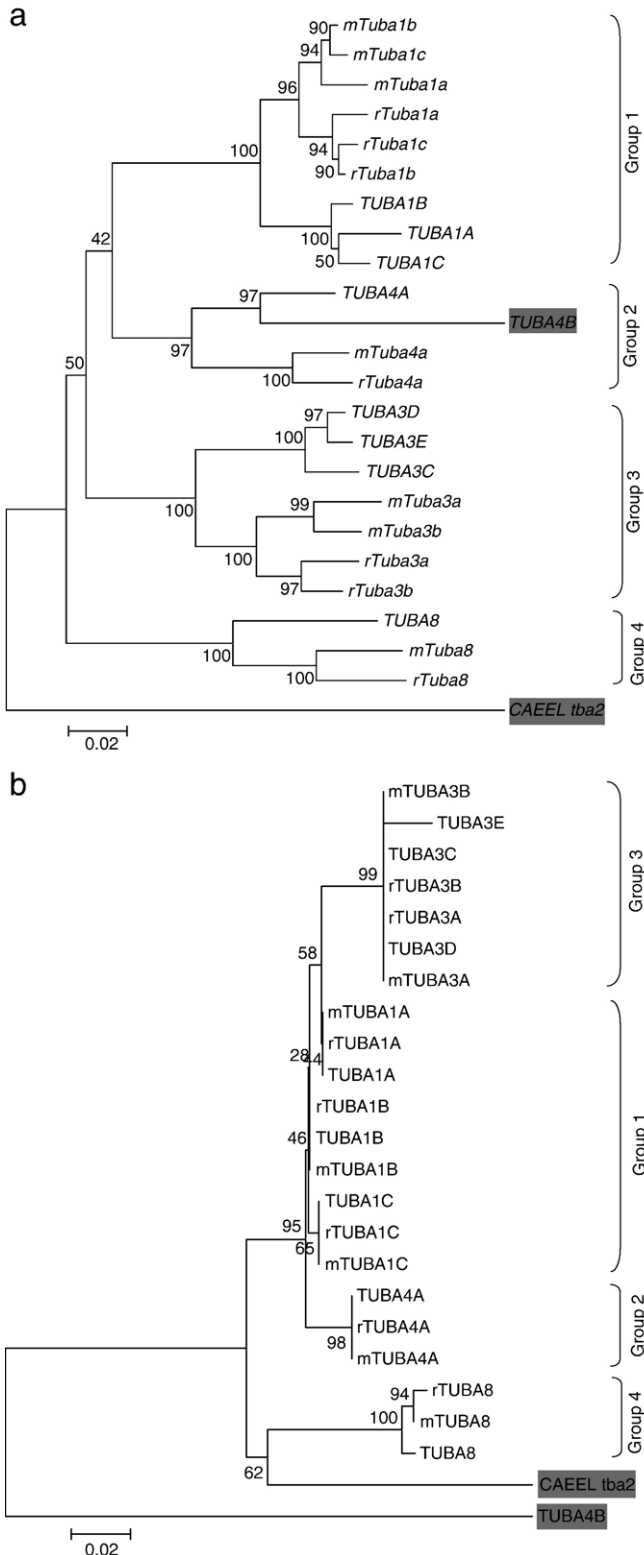 a
90 mTuba1b
94 mTuba1c
96 mTuba1a
rTuba1a
94 rTuba1c
90 rTuba1b
100 TUBA1B
100 TUBA1A
50 TUBA1C
Group 1
42
97 TUBA4A
TUBA4B
97 mTuba4a
100 rTuba4a
Group 2
50
97 TUBA3D
100 TUBA3E
TUBA3C
100 99 mTuba3a
mTuba3b
100 rTuba3a
97 rTuba3b
Group 3
TUBA8
100 mTuba8
100 rTuba8
Group 4
CAEEL tba2
0.02
b
mTUBA3B
TUBA3E
TUBA3C
99 rTUBA3B
rTUBA3A
TUBA3D
mTUBA3A
Group 3
58
mTUBA1A
rTUBA1A
28 44
TUBA1A
rTUBA1B
46 TUBA1B
mTUBA1B
TUBA1C
95 rTUBA1C
65 mTUBA1C
Group 1
TUBA4A
rTUBA4A
98 mTUBA4A
Group 2
94 rTUBA8
100 mTUBA8
TUBA8
Group 4
62
CAEEL tba2
TUBA4B
0.02